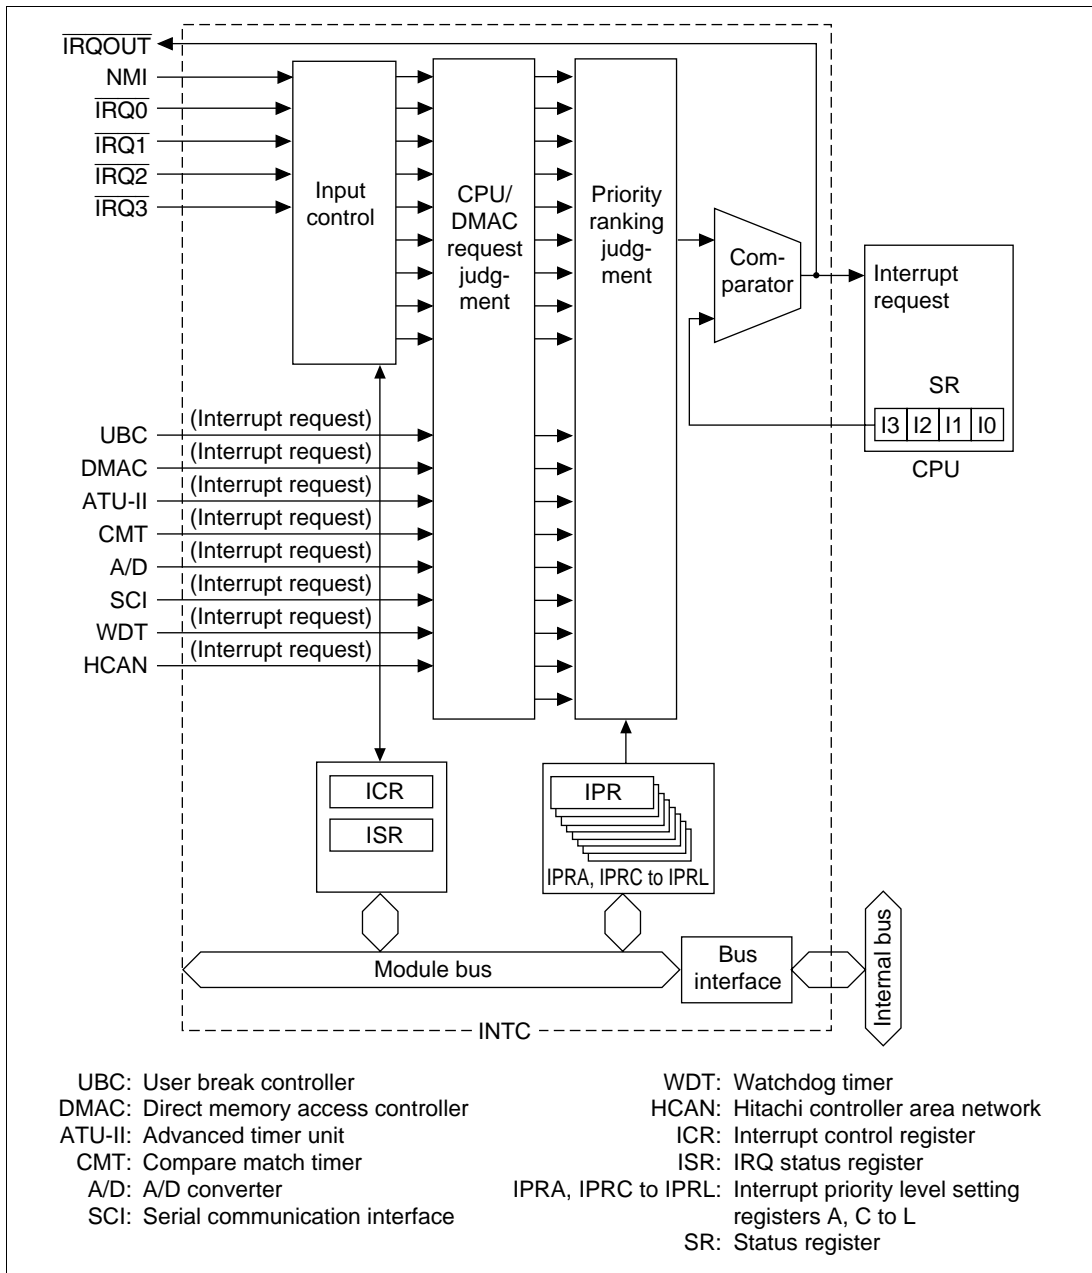 IRQOUT
NMI
IRQ0
IRQ1
IRQ2
IRQ3
Input
control
CPU/
DMAC
request
judg-
ment
Priority
ranking
judg-
ment
Com-
parator
Interrupt
request
SR
I3 I2 I1 I0
CPU
UBC (Interrupt request)
DMAC (Interrupt request)
ATU-II (Interrupt request)
CMT (Interrupt request)
A/D (Interrupt request)
SCI (Interrupt request)
WDT (Interrupt request)
HCAN (Interrupt request)
ICR
ISR
IPR
IPRA, IPRC to IPRL
Module bus
Bus
interface
Internal bus
INTC
UBC: User break controller
DMAC: Direct memory access controller
ATU-II: Advanced timer unit
CMT: Compare match timer
A/D: A/D converter
SCI: Serial communication interface
WDT: Watchdog timer
HCAN: Hitachi controller area network
ICR: Interrupt control register
ISR: IRQ status register
IPRA, IPRC to IPRL: Interrupt priority level setting
registers A, C to L
SR: Status register